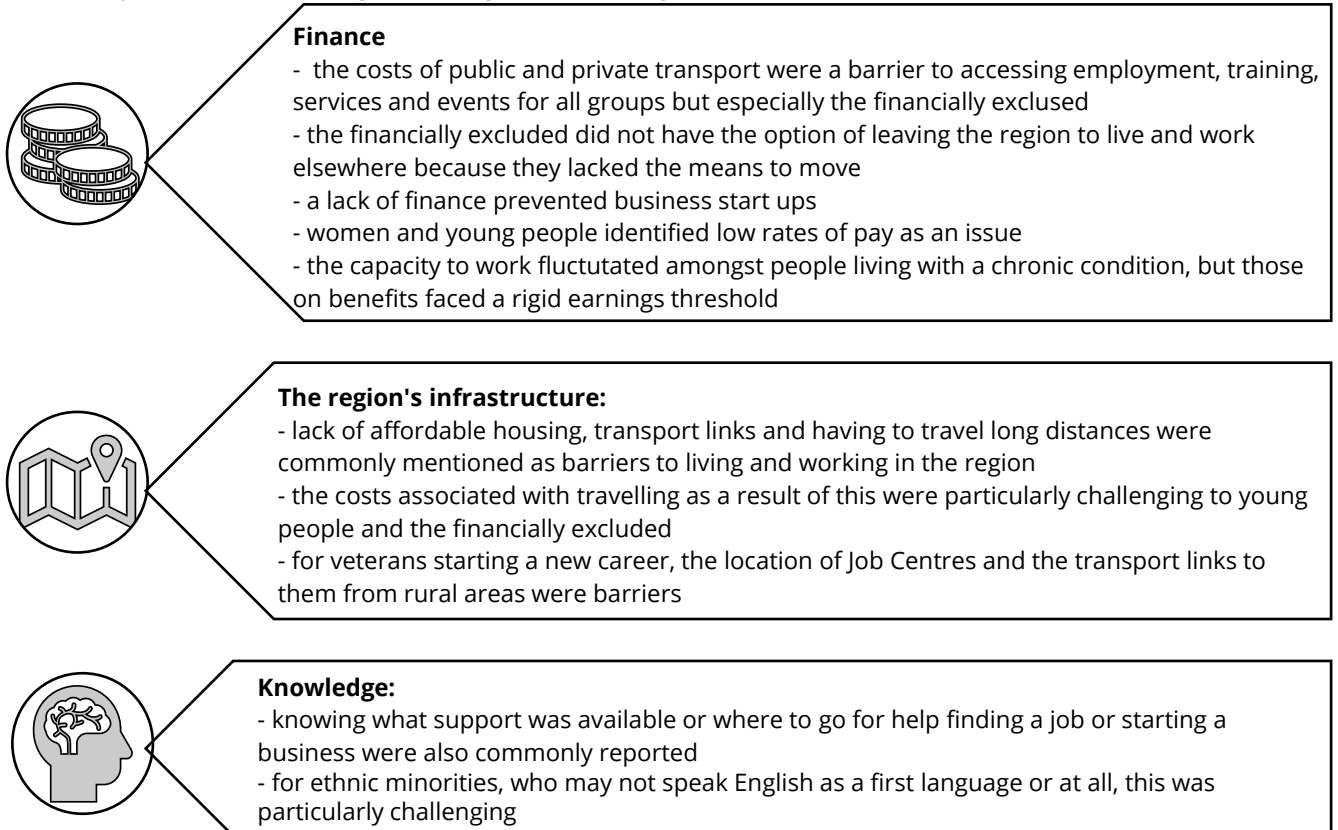 Finance
- the costs of public and private transport were a barrier to accessing employment, training,
services and events for all groups but especially the financially exclused
- the financially excluded did not have the option of leaving the region to live and work
elsewhere because they lacked the means to move
- a lack of finance prevented business start ups
- women and young people identified low rates of pay as an issue
- the capacity to work fluctutated amongst people living with a chronic condition, but those
on benefits faced a rigid earnings threshold
The region's infrastructure:
- lack of affordable housing, transport links and having to travel long distances were
commonly mentioned as barriers to living and working in the region
- the costs associated with travelling as a result of this were particularly challenging to young
people and the financially excluded
- for veterans starting a new career, the location of Job Centres and the transport links to
them from rural areas were barriers
Knowledge:
- knowing what support was available or where to go for help finding a job or starting a
business were also commonly reported
- for ethnic minorities, who may not speak English as a first language or at all, this was
particularly challenging